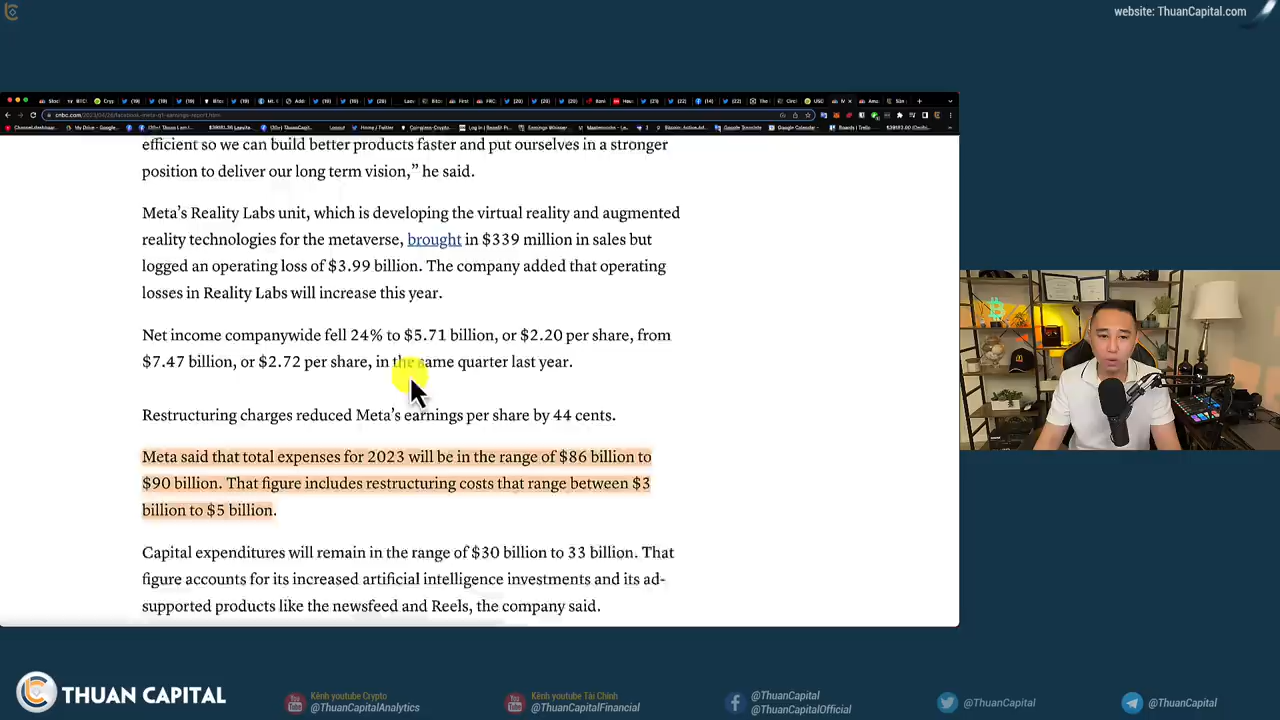 website: ThuanCapital.com
efficient so we can build better products faster and put ourselves in a stronger
position to deliver our long term vision,” he said.
Meta’s Reality Labs unit, which is developing the virtual reality and augmented
reality technologies for the metaverse, brought in $339 million in sales but
logged an operating loss of $3.99 billion. The company added that operating
losses in Reality Labs will increase this year.
Net income companywide fell 24% to $5.71 billion, or $2.20 per share, from
$7.47 billion, or $2.72 per share, in the same quarter last year.
Restructuring charges reduced Meta’s earnings per share by 44 cents.
Meta said that total expenses for 2023 will be in the range of $86 billion to
$90 billion. That figure includes restructuring costs that range between $3
billion to $5 billion.
Capital expenditures will remain in the range of $30 billion to 33 billion. That
figure accounts for its increased artificial intelligence investments and its ad-
supported products like the newsfeed and Reels, the company said.
THUAN CAPITAL
Kênh youtube Crypto
@ThuanCapitalAnalytics
Kênh youtube Tài Chính
@ThuanCapitalFinancial
@ThuanCapital
@ThuanCapitalOfficial
@ThuanCapital
@ThuanCapital